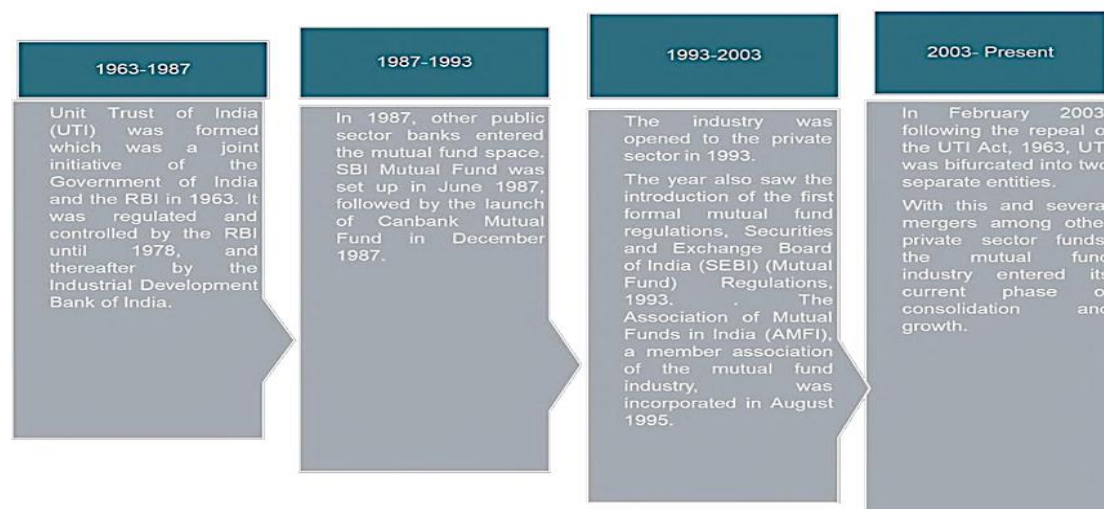 1963-1987
Unit Trust of India
(UTI) was formed
which was a joint
initiative of the
Government of India
and the RBI in 1963. It
was regulated and
controlled by the RBI
until 1978, and
thereafter by the
Industrial Development
Bank of India.
1987-1993
In 1987, other public
sector banks entered
the mutual fund space.
SBI Mutual Fund was
set up in June 1987,
followed by the launch
of Canbank Mutual
Fund in December
1987.
1993-2003
The industry was
opened to the private
sector in 1993.
The year also saw the
introduction of the first
formal mutual fund
regulations, Securities
and Exchange Board
of India (SEBI) (Mutual
Fund) Regulations,
1993. . The
Association of Mutual
Funds in India (AMFI),
a member association
of the mutual fund
industry, was
incorporated in August
1995.
2003- Present
In February 2003,
following the repeal o
the UTI Act, 1963, UT
was bifurcated into two
separate entities.
With this and severa
mergers among othe
private sector funds
the mutual fund
industry entered its
current phase o
consolidation and
growth.